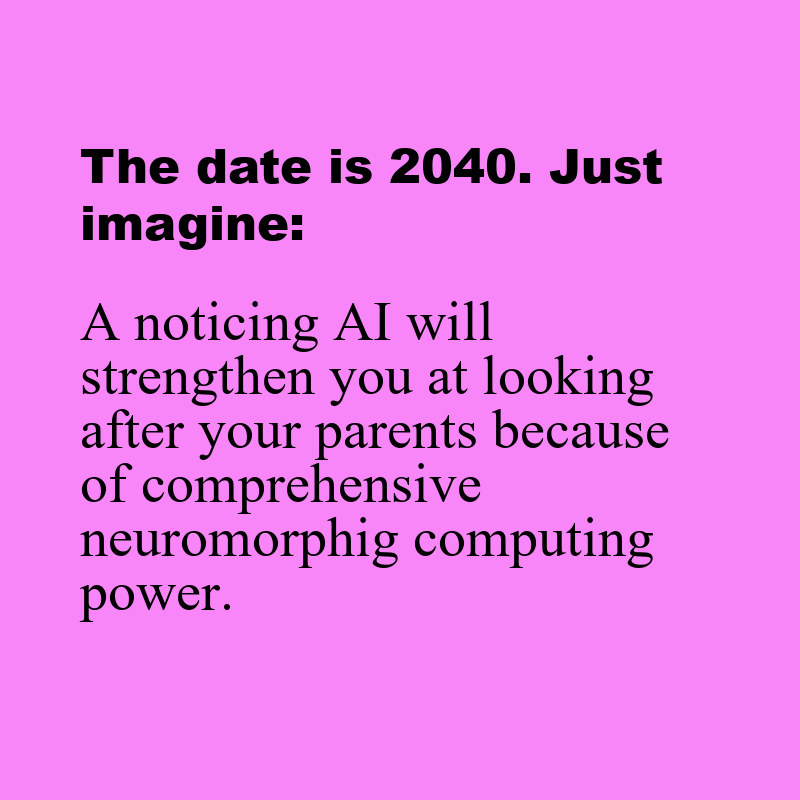 The date is 2040. Just
imagine:
A noticing AI will
strengthen you at looking
after your parents because
of comprehensive
neuromorphig computing
power.